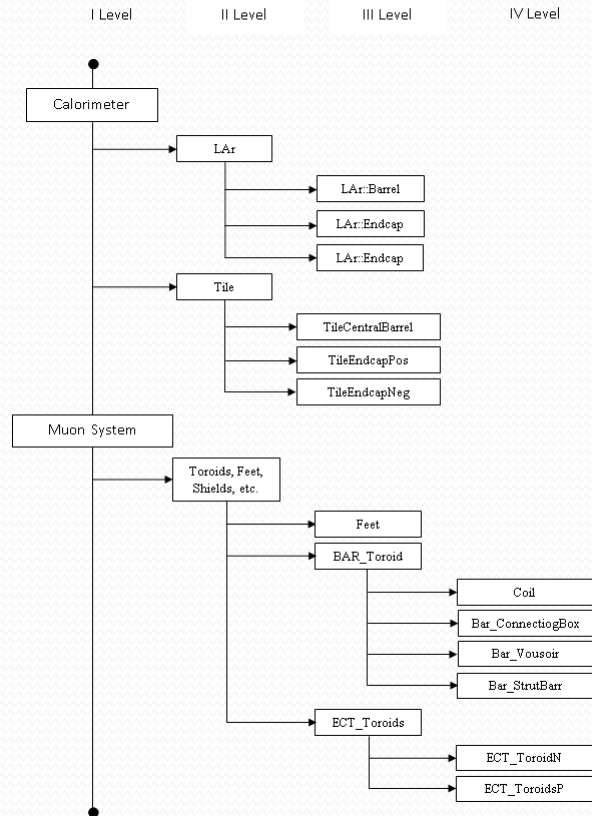 I Level II Level III Level IV Level
Calorimeter
LAr
LAr::Barrel
LAr::Endcap
LAr::Endcap
Tile
TileCentralBarrel
TileEndcapPos
TileEndcapNeg
Muon System
Toroids, Feet,
Shields, etc.
Feet
BAR_Toroid
Coil
Bar_ConnectiogBox
Bar_Vousoir
Bar_StrutBarr
ECT_Toroids
ECT_ToroidN
ECT_ToroidsP